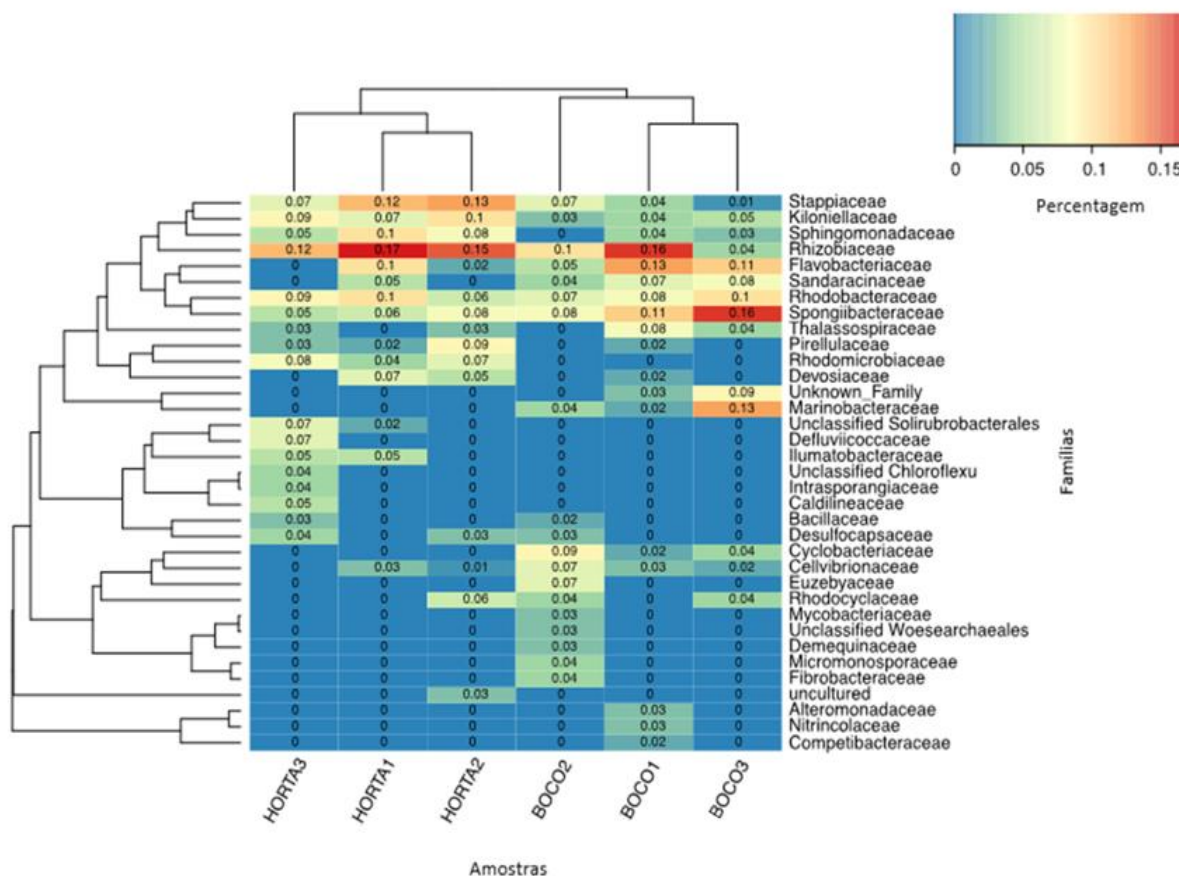 0 0.05 0.1 0.15
Percentagem
0.07 0.12 0.13 0.07 0.04 0.01 Stappiaceae
0.09 0.07 0.1 0.03 0.04 0.05 Kiloniellaceae
0.05 0.1 0.08 0 0.04 0.03 Sphingomonadaceae
0.12 0.17 0.15 0.1 0.16 0.04 Rhizobiaceae
0 0.1 0.02 0.05 0.13 0.11 Flavobacteriaceae
0 0.05 0 0.04 0.07 0.08 Sandaracinaceae
0.09 0.1 0.06 0.07 0.08 0.1 Rhodobacteraceae
0.05 0.06 0.08 0.08 0.11 0.16 Spongiibacteraceae
0.03 0 0.03 0 0.08 0.04 Thalassospiraceae
0.03 0.02 0.09 0 0.02 0 Pirellulaceae
0.08 0.04 0.07 0 0 0 Rhodomicrobiaceae
0 0.07 0.05 0 0.02 0 Devosiaceae
0 0 0 0 0.03 0.09 Unknown_Family
0 0 0 0.04 0.02 0.13 Marinobacteraceae
0.07 0.02 0 0 0 0 Unclassified Solirubrobacterales
0.07 0 0 0 0 0 Defluviicoccaceae
0.05 0.05 0 0 0 0 Ilumatobacteraceae
0.04 0 0 0 0 0 Unclassified Chloroflexu
0.04 0 0 0 0 0 Intrasporangiaceae
0.05 0 0 0 0 0 Caldilineaceae
0.03 0 0 0.02 0 0 Bacillaceae
0.04 0 0.03 0.03 0 0 Desulfocapsaceae
0 0 0 0.09 0.02 0.04 Cyclobacteriaceae
0 0.03 0.01 0.07 0.03 0.02 Cellvibrionaceae
0 0 0 0.07 0 0 Euzebyaceae
0 0 0.06 0.04 0 0.04 Rhodocyclaceae
0 0 0 0.03 0 0 Mycobacteriaceae
0 0 0 0.03 0 0 Unclassified Woesearchaeales
0 0 0 0.03 0 0 Demequinaceae
0 0 0 0.04 0 0 Micromonosporaceae
0 0 0 0.04 0 0 Fibrobacteraceae
0 0 0.03 0 0 0 uncultured
0 0 0 0 0.03 0 Alteromonadaceae
0 0 0 0 0.03 0 Nitrincolaceae
0 0 0 0 0.02 0 Competibacteraceae
Famílias
HORTA3 HORTA1 HORTA2 BOCO2 BOCO1 BOCO3
Amostras